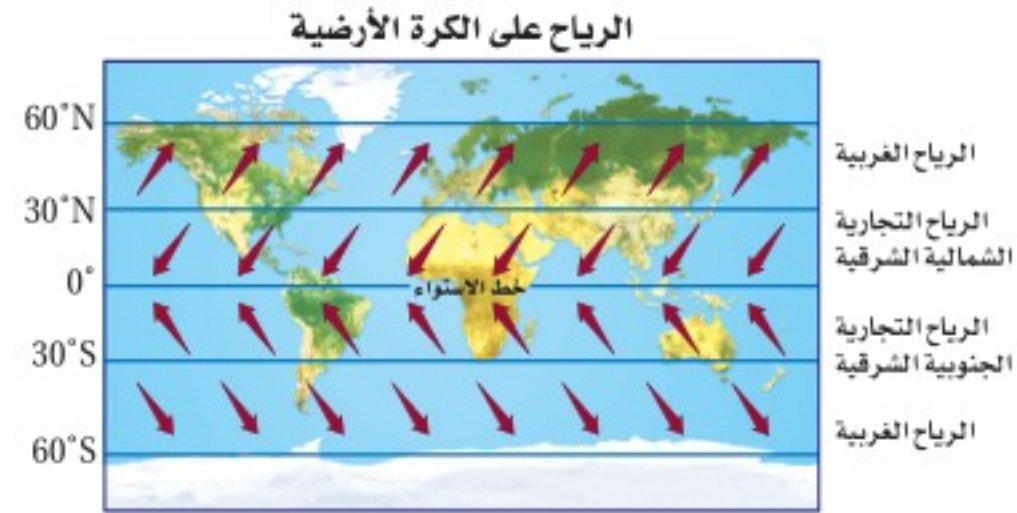 الرياح على الكرة الأرضية
60°N
الرياح الغربية
30°N
الرياح التجارية
الشمالية الشرقية
0°
خط الاستواء
الرياح التجارية
الجنوبية الشرقية
30°S
الرياح الغربية
60°S